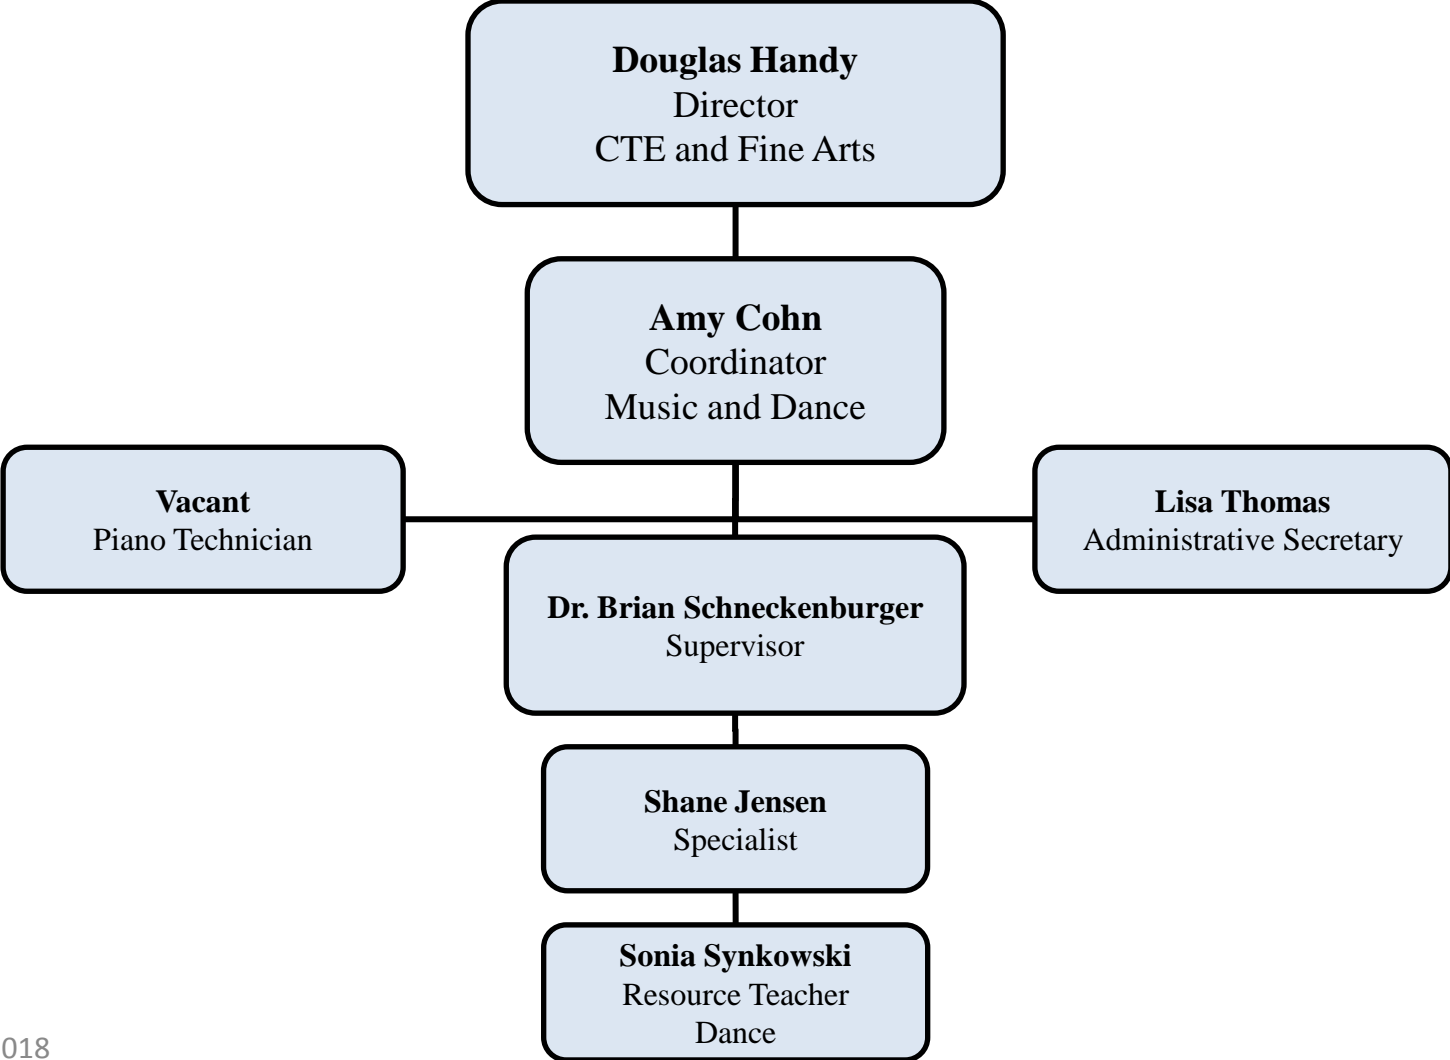 Douglas Handy
Director
CTE and Fine Arts
Amy Cohn
Coordinator
Music and Dance
Vacant
Piano Technician
Lisa Thomas
Administrative Secretary
Dr. Brian Schneckenburger
Supervisor
Shane Jensen
Specialist
Sonia Synkowski
Resource Teacher
Dance
018